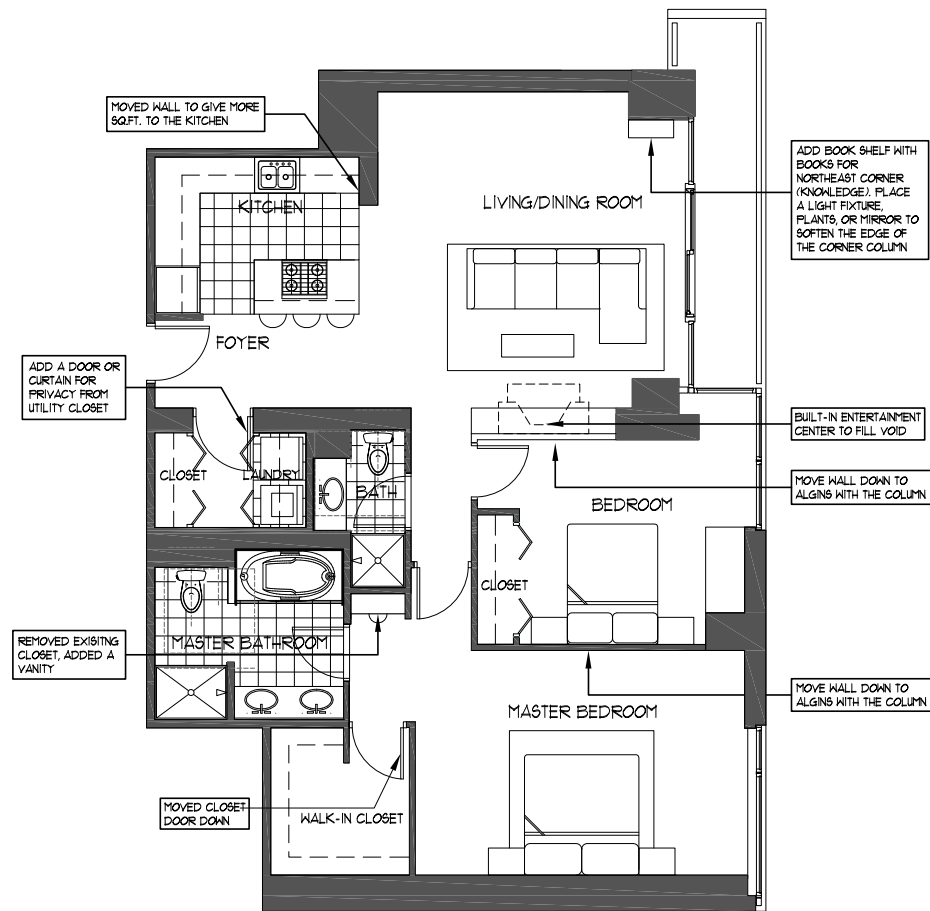 MOVED WALL TO GIVE MORE
SQ.FT. TO THE KITCHEN
ADD BOOK SHELF WITH
BOOKS FOR
NORTHEAST CORNER
(KNOWLEDGE). PLACE
A LIGHT FIXTURE,
PLANTS, OR MIRROR TO
SOFTEN THE EDGE OF
THE CORNER COLUMN
KITCHEN
LIVING/DINING ROOM
FOYER
ADD A DOOR OR
CURTAIN FOR
PRIVACY FROM
UTILITY CLOSET
BUILT-IN ENTERTAINMENT
CENTER TO FILL VOID
CLOSET
LAUNDRY
BATH
MOVE WALL DOWN TO
ALGINS WITH THE COLUMN
BEDROOM
CLOSET
REMOVED EXISITNG
CLOSET, ADDED A
VANITY
MASTER BATHROOM
MOVE WALL DOWN TO
ALGINS WITH THE COLUMN
MASTER BEDROOM
MOVED CLOSET
DOOR DOWN
WALK-IN CLOSET